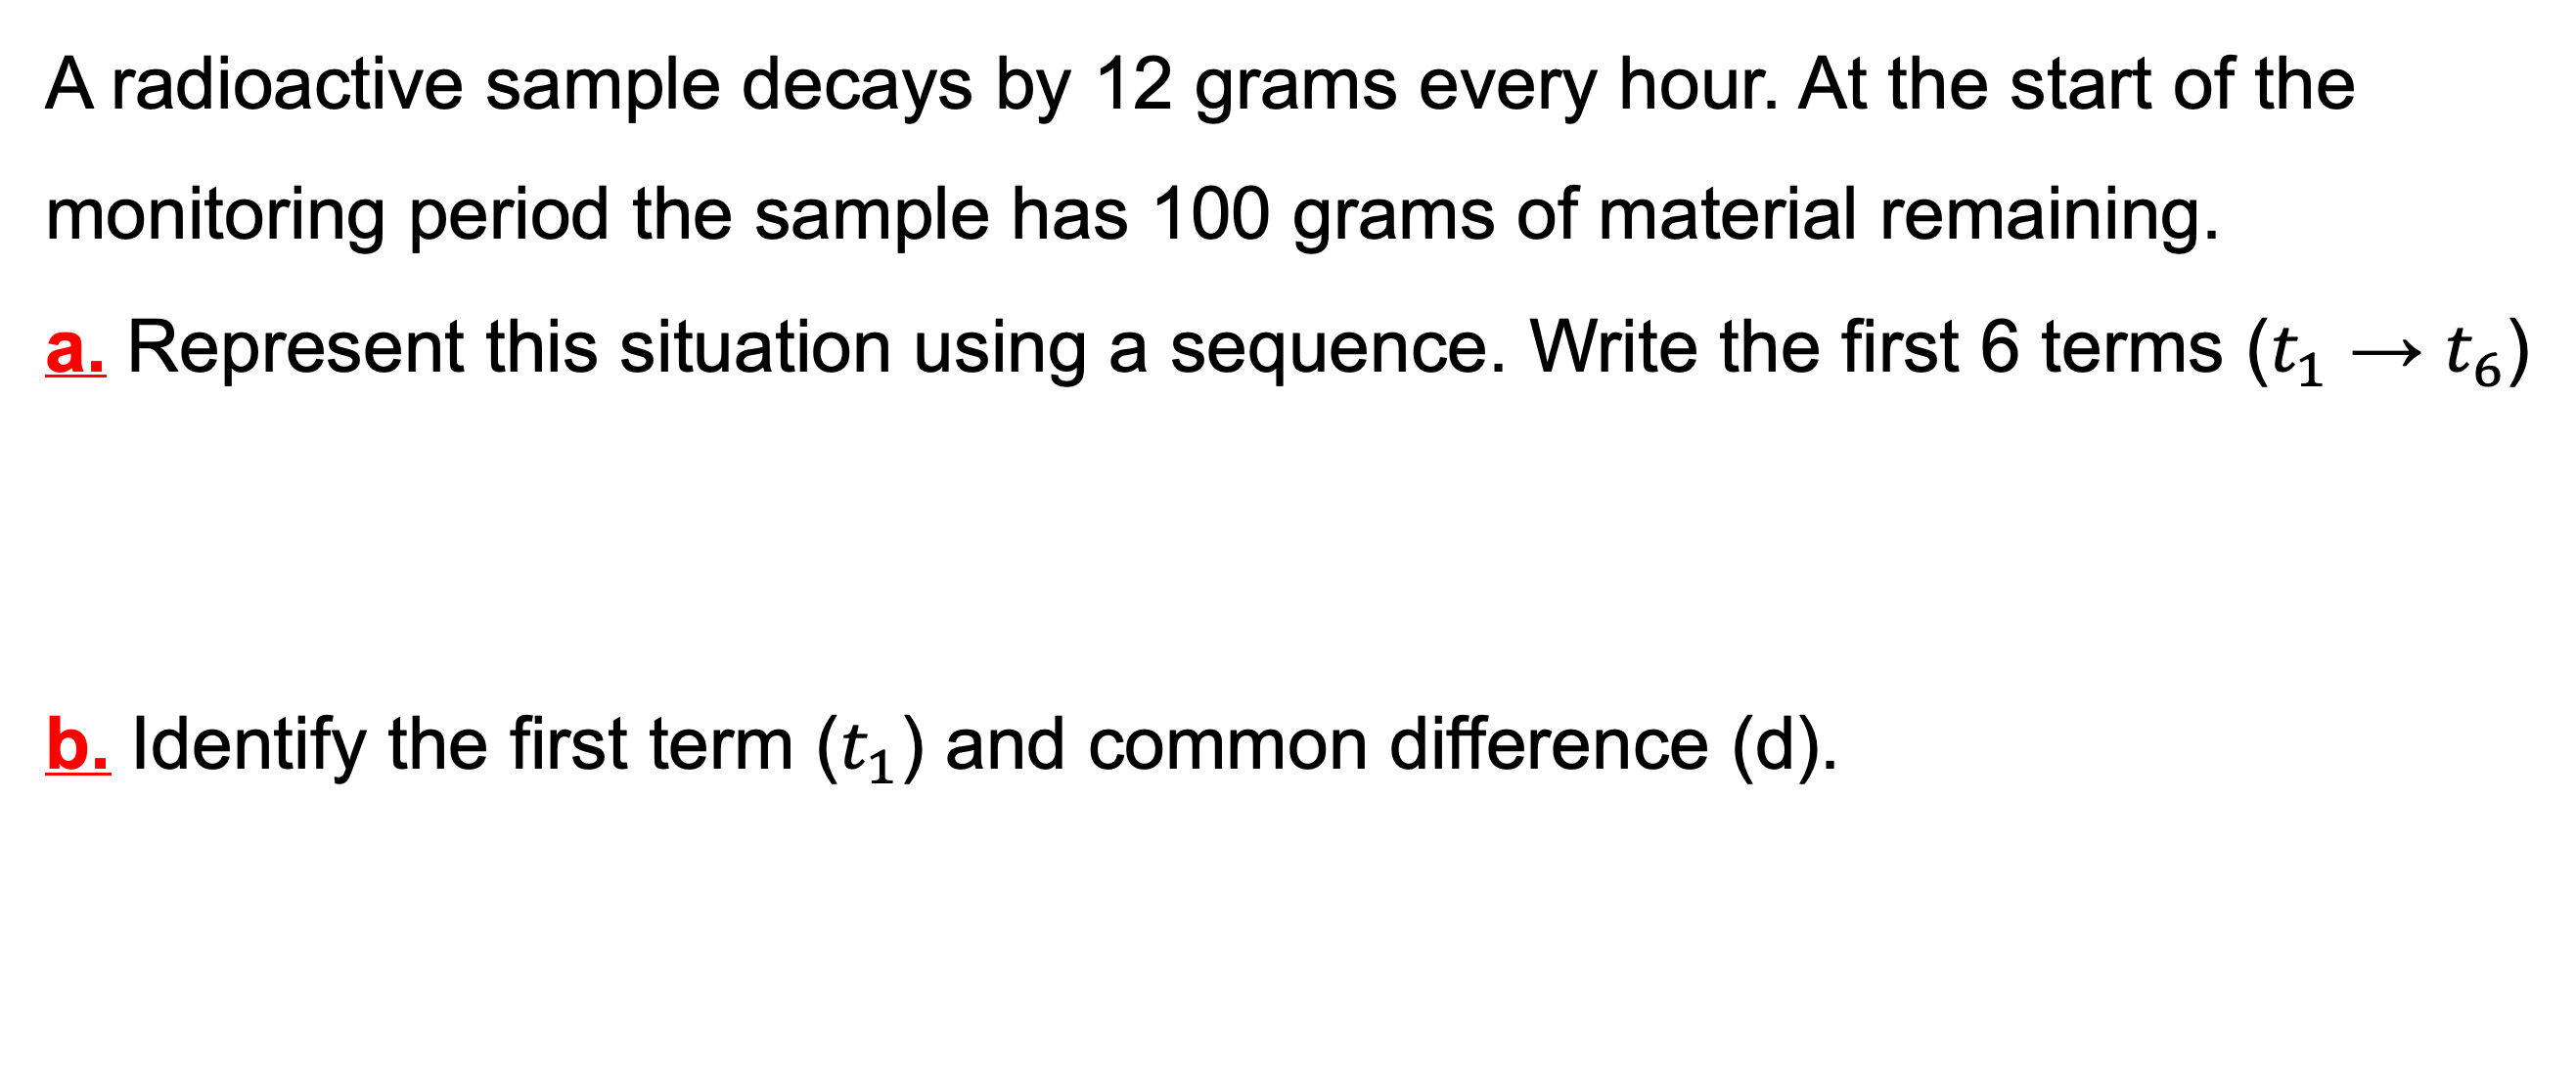 A radioactive sample decays by 12 grams every hour. At the start of the
monitoring period the sample has 100 grams of material remaining.
a. Represent this situation using a sequence. Write the first 6 terms (t₁ → t₆)
b. Identify the first term (t₁) and common difference (d).